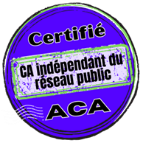 Certifié
CA indépendant du
réseau public
ACA